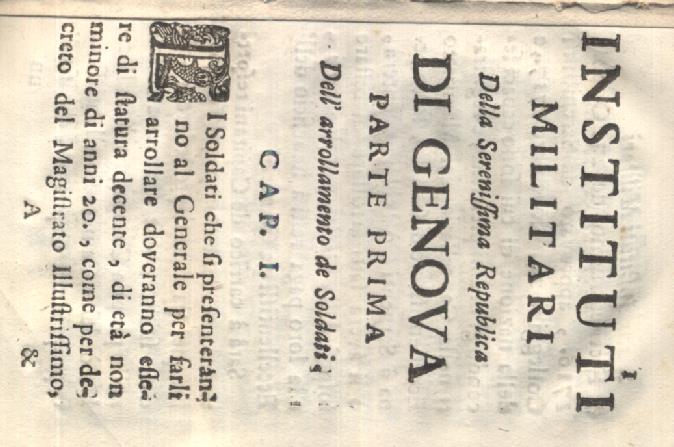 I
INSTITUTI
MILITARI
Della Sereniſſima Republica
DI GENOVA
PARTE PRIMA
Dell' arrollamento de Soldati;
CAP. I.
LI Soldati che ſi preſenterān-
no al Generale per farſi
arrollare doveranno eſſe-
re di ſtatura decente, di età non
minore di anni 20., come per de-
creto del Magiſtrato Illuſtriſſimo,
A &